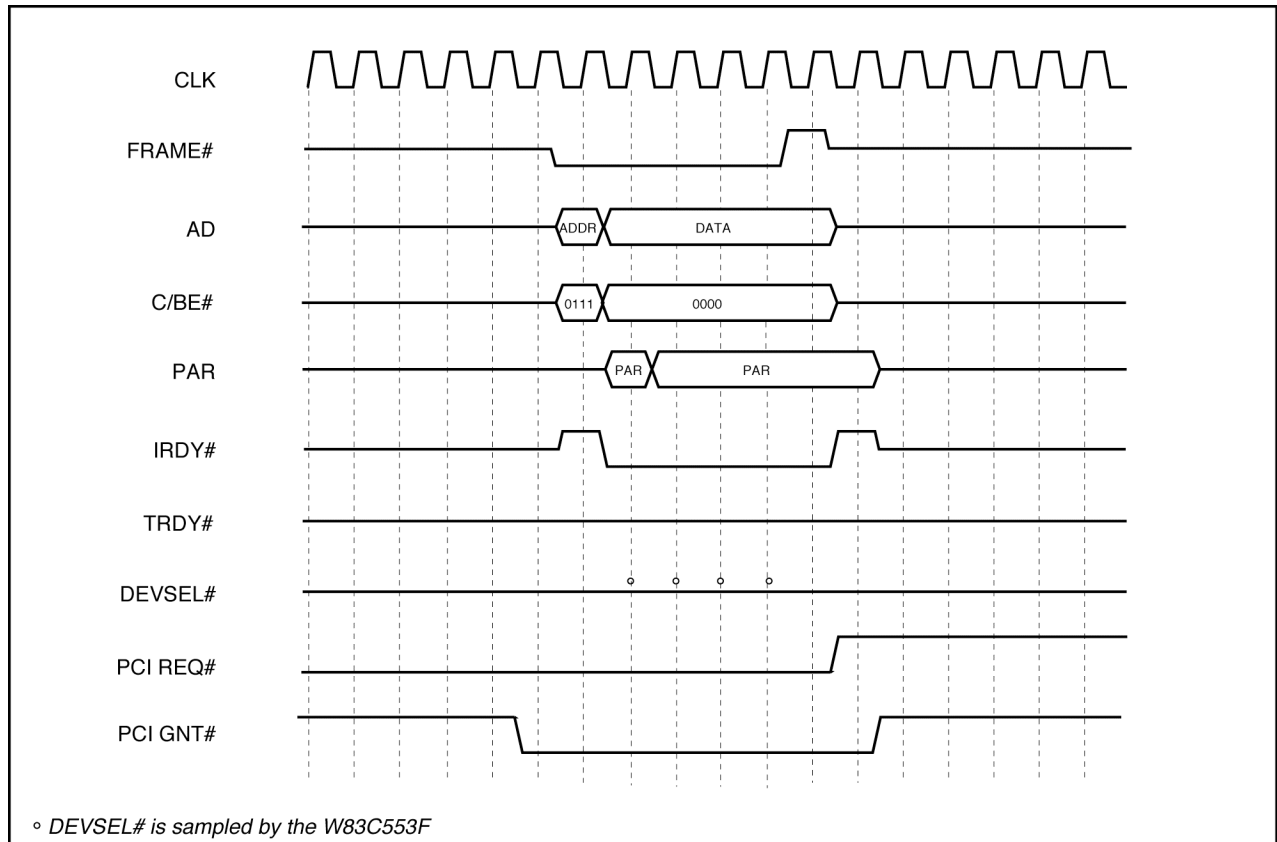 CLK
FRAME#
AD
ADDR
DATA
C/BE#
0111
0000
PAR
PAR
PAR
IRDY#
TRDY#
DEVSEL#
PCI REQ#
PCI GNT#
DEVSEL# is sampled by the W83C553F